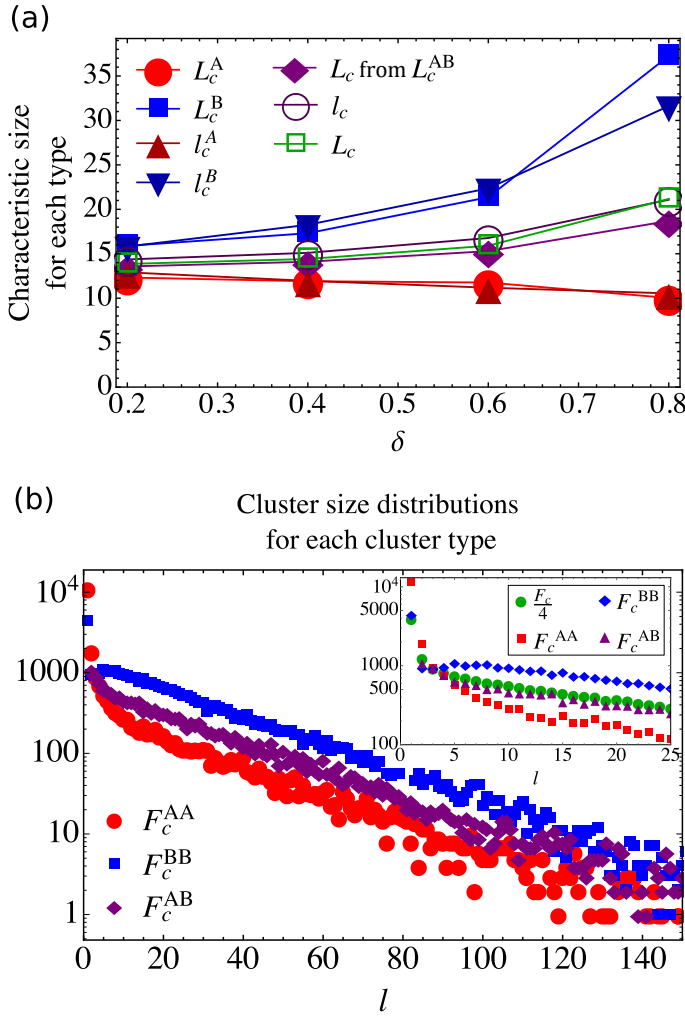 (a)
Characteristic size
for each type
35
30
25
20
15
10
5
0
L_c^A
L_c^B
l_c^A
l_c^B
L_c from L_c^AB
l_c
L_c
0.2 0.3 0.4 0.5 0.6 0.7 0.8
δ
(b)
Cluster size distributions
for each cluster type
10^4
1000
100
10
1
F_c^AA
F_c^BB
F_c^AB
0 20 40 60 80 100 120 140
l
10^4
5000
1000
500
100
F_c/4
F_c^BB
F_c^AA
F_c^AB
0 5 10 15 20 25
l